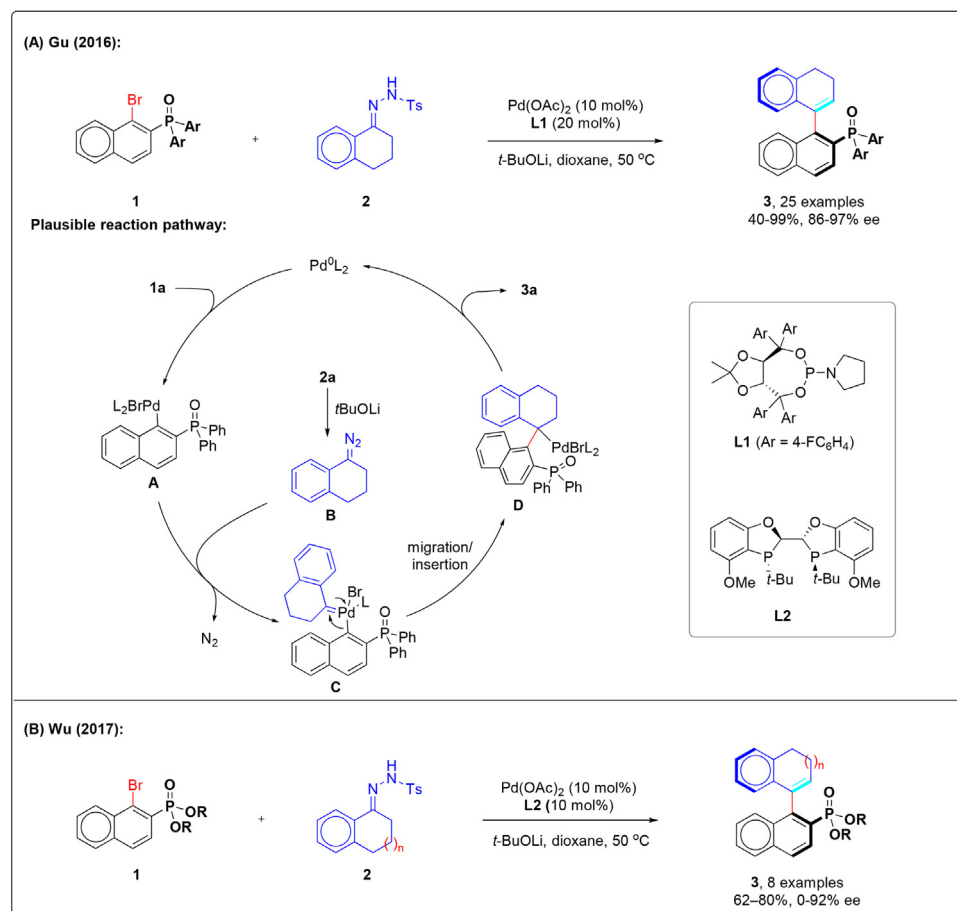 (A) Gu (2016):
Br
O
P
Ar
Ar
1
+
H
N
N
Ts
2
Pd(OAc)2 (10 mol%)
L1 (20 mol%)
t-BuOLi, dioxane, 50 °C
O
P
Ar
Ar
3, 25 examples
40-99%, 86-97% ee
Plausible reaction pathway:
Pd0L2
1a
3a
L2BrPd
O
P
Ph
Ph
A
2a
tBuOLi
N2
B
PdBrL2
O
P
Ph
Ph
D
N2
Br
L
Pd
O
P
Ph
Ph
C
migration/
insertion
Ar
Ar
O
O
O
P
N
O
Ar
Ar
L1 (Ar = 4-FC6H4)
O
O
P
P
OMe
t-Bu
t-Bu
OMe
L2
(B) Wu (2017):
Br
O
P
OR
OR
1
+
H
N
N
Ts
( )n
2
Pd(OAc)2 (10 mol%)
L2 (10 mol%)
t-BuOLi, dioxane, 50 °C
( )n
O
P
OR
OR
3, 8 examples
62–80%, 0-92% ee